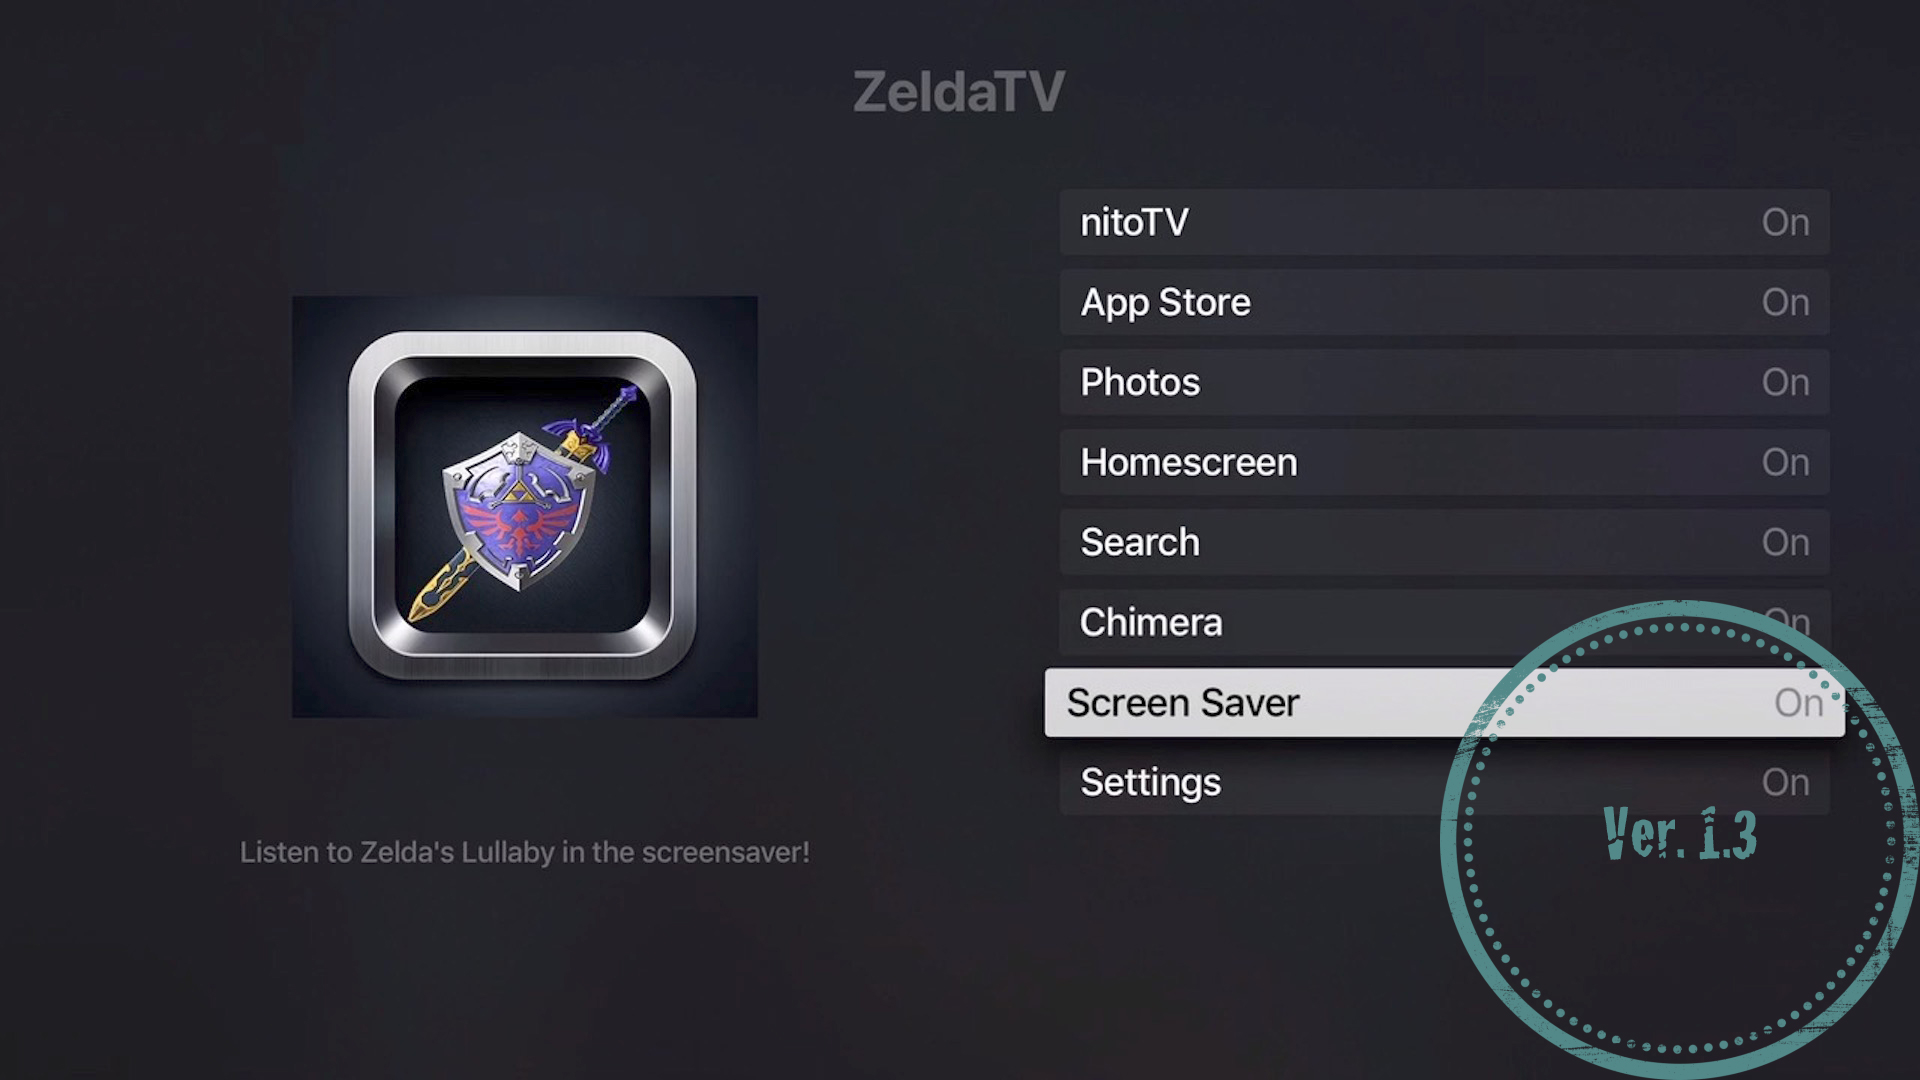 ZeldaTV
nitoTV On
App Store On
Photos On
Homescreen On
Search On
Chimera On
Screen Saver On
Settings On
Ver. 1.3
Listen to Zelda's Lullaby in the screensaver!